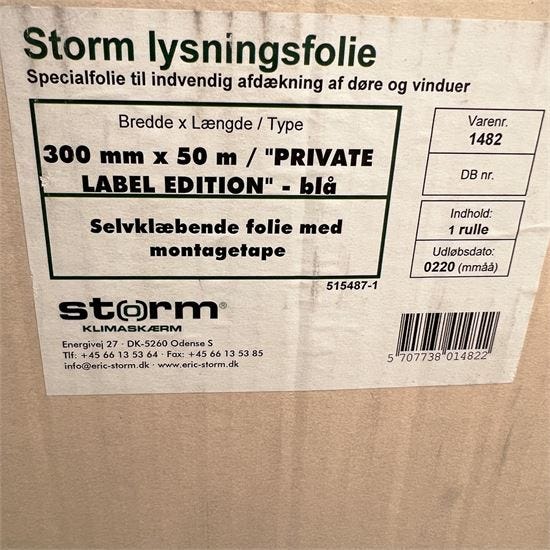 Storm lysningsfolie
Specialfolie til indvendig afdækning af døre og vinduer
Bredde x Længde / Type
300 mm x 50 m / "PRIVATE
LABEL EDITION" - blå
Selvklæbende folie med
montagetape
Varenr.
1482
DB nr.
Indhold:
1 rulle
Udløbsdato:
0220 (mmåå)
515487-1
storm®
KLIMASKÆRM
Energivej 27 · DK-5260 Odense S
Tlf: +45 66 13 53 64 · Fax: +45 66 13 53 85
info@eric-storm.dk · www.eric-storm.dk
5 707738 014822